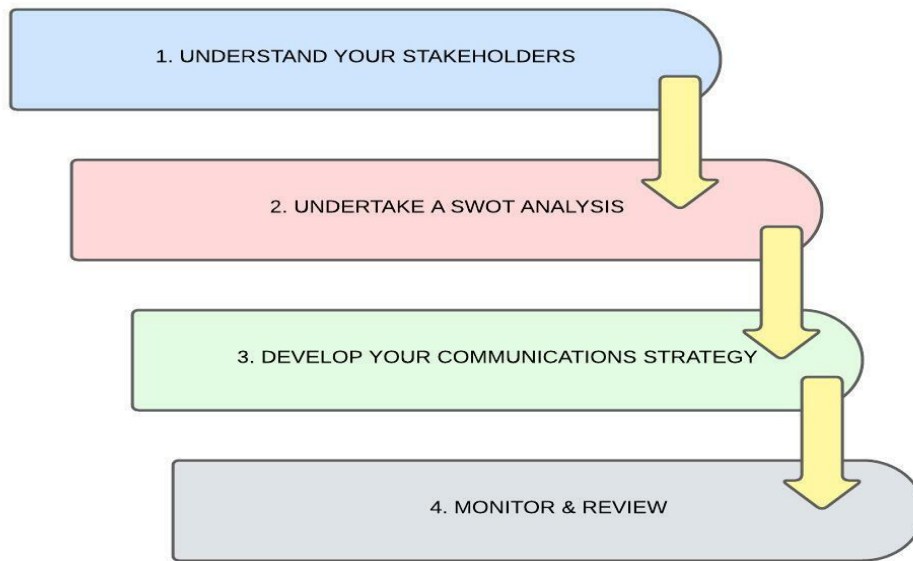 1. UNDERSTAND YOUR STAKEHOLDERS
2. UNDERTAKE A SWOT ANALYSIS
3. DEVELOP YOUR COMMUNICATIONS STRATEGY
4. MONITOR & REVIEW